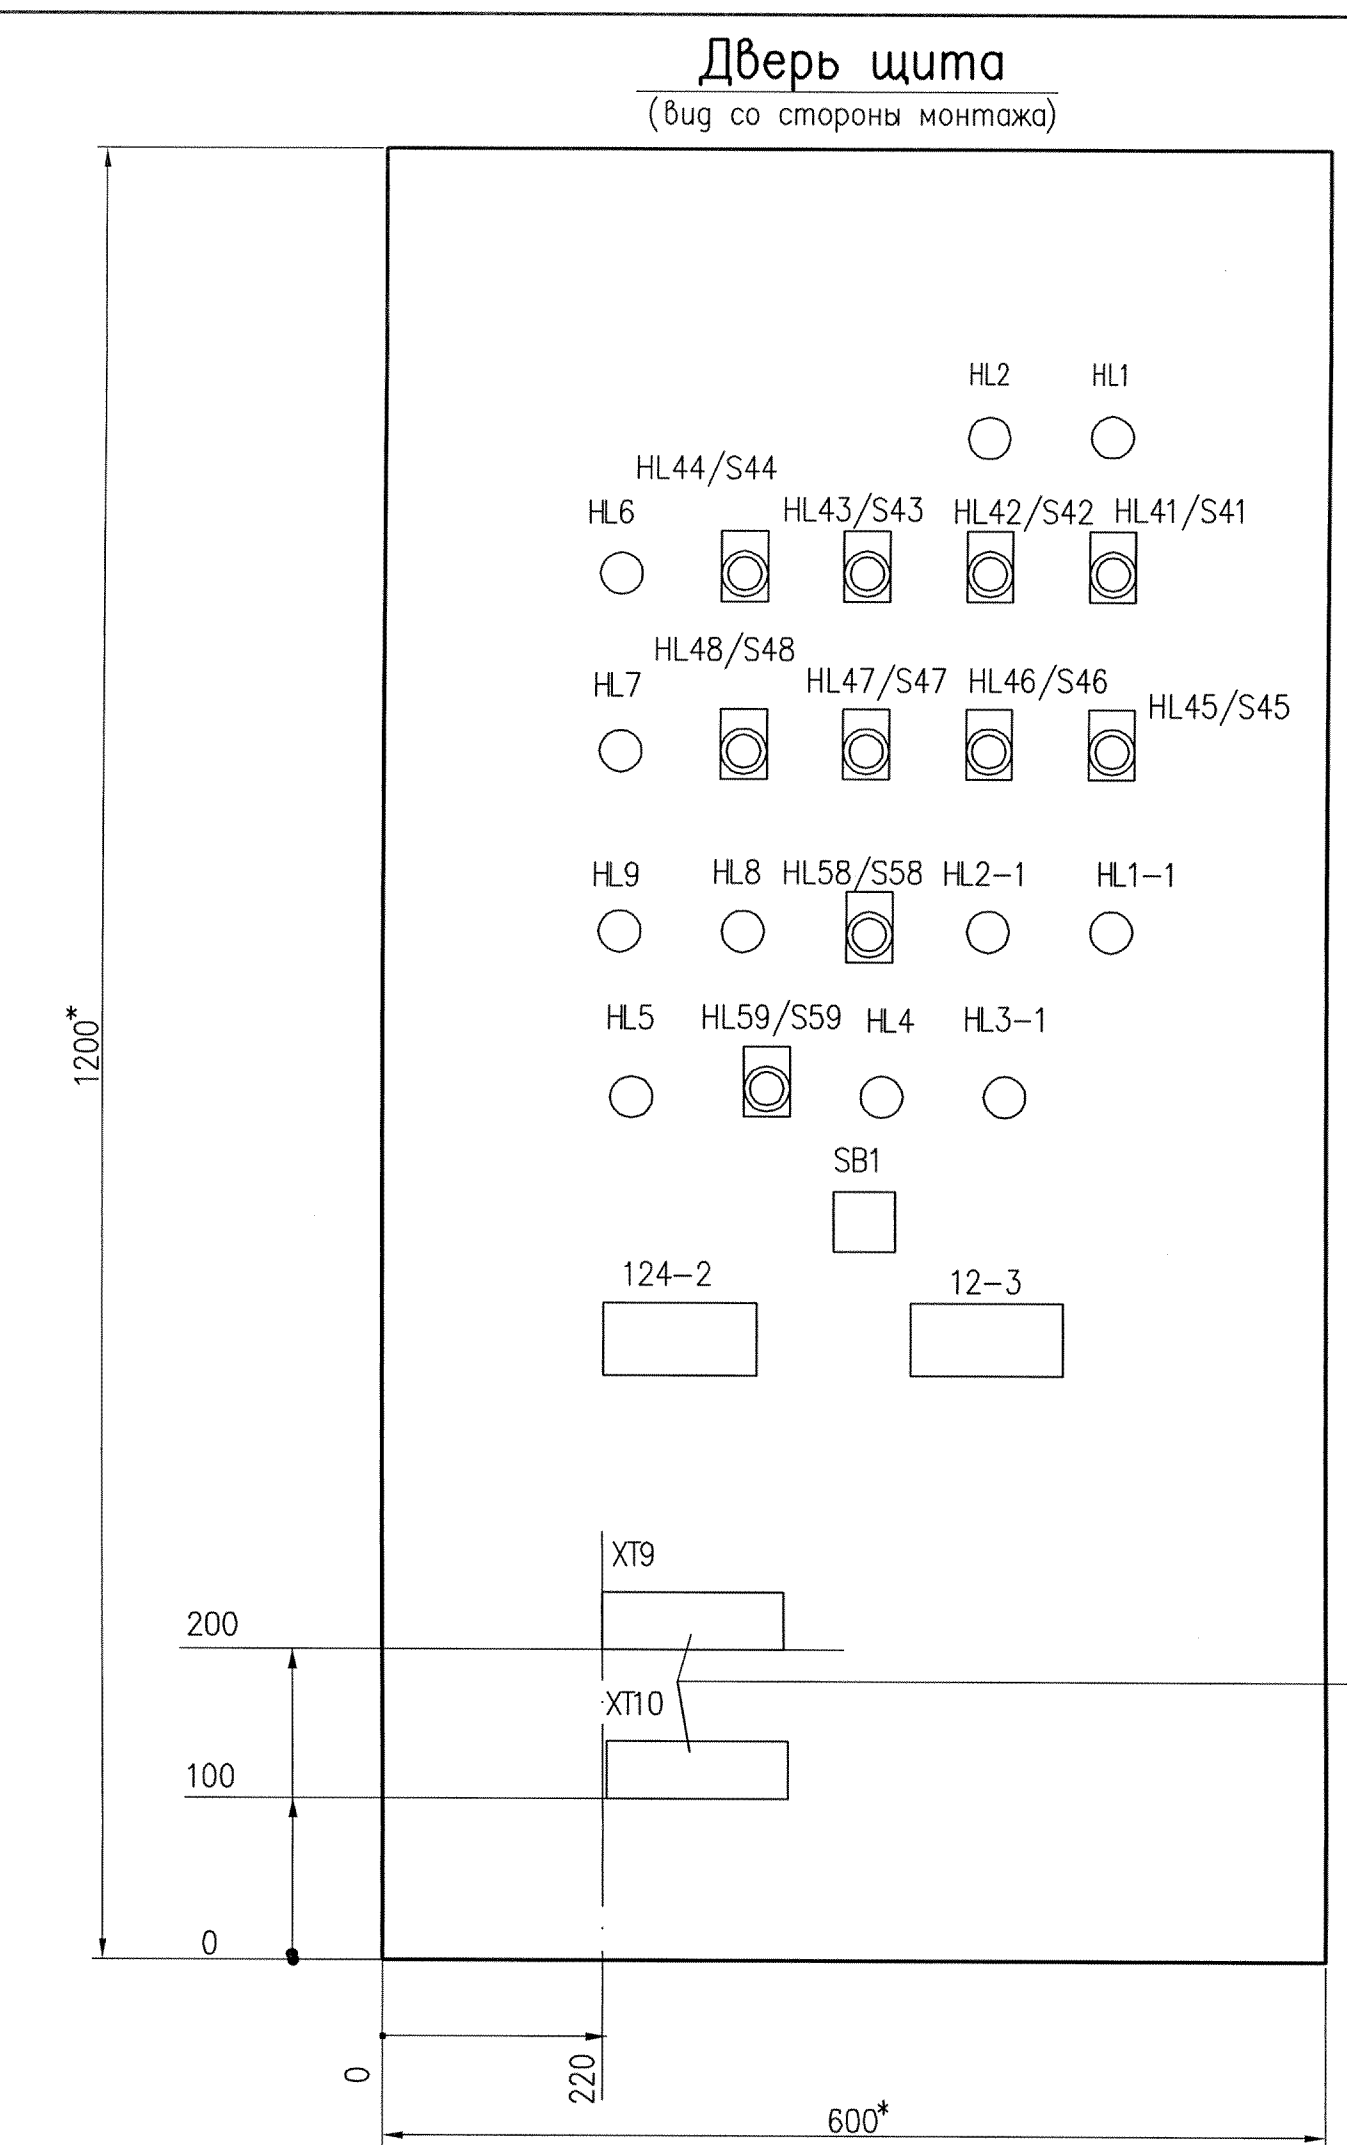 Дверь щита
(вид со стороны монтажа)
HL2 HL1
HL44/S44
HL6 HL43/S43 HL42/S42 HL41/S41
HL48/S48
HL7 HL47/S47 HL46/S46
HL45/S45
HL9 HL8 HL58/S58 HL2-1 HL1-1
HL5 HL59/S59 HL4 HL3-1
1200*
SB1
124-2 12-3
XT9
200
XT10
100
0
0
220
600*